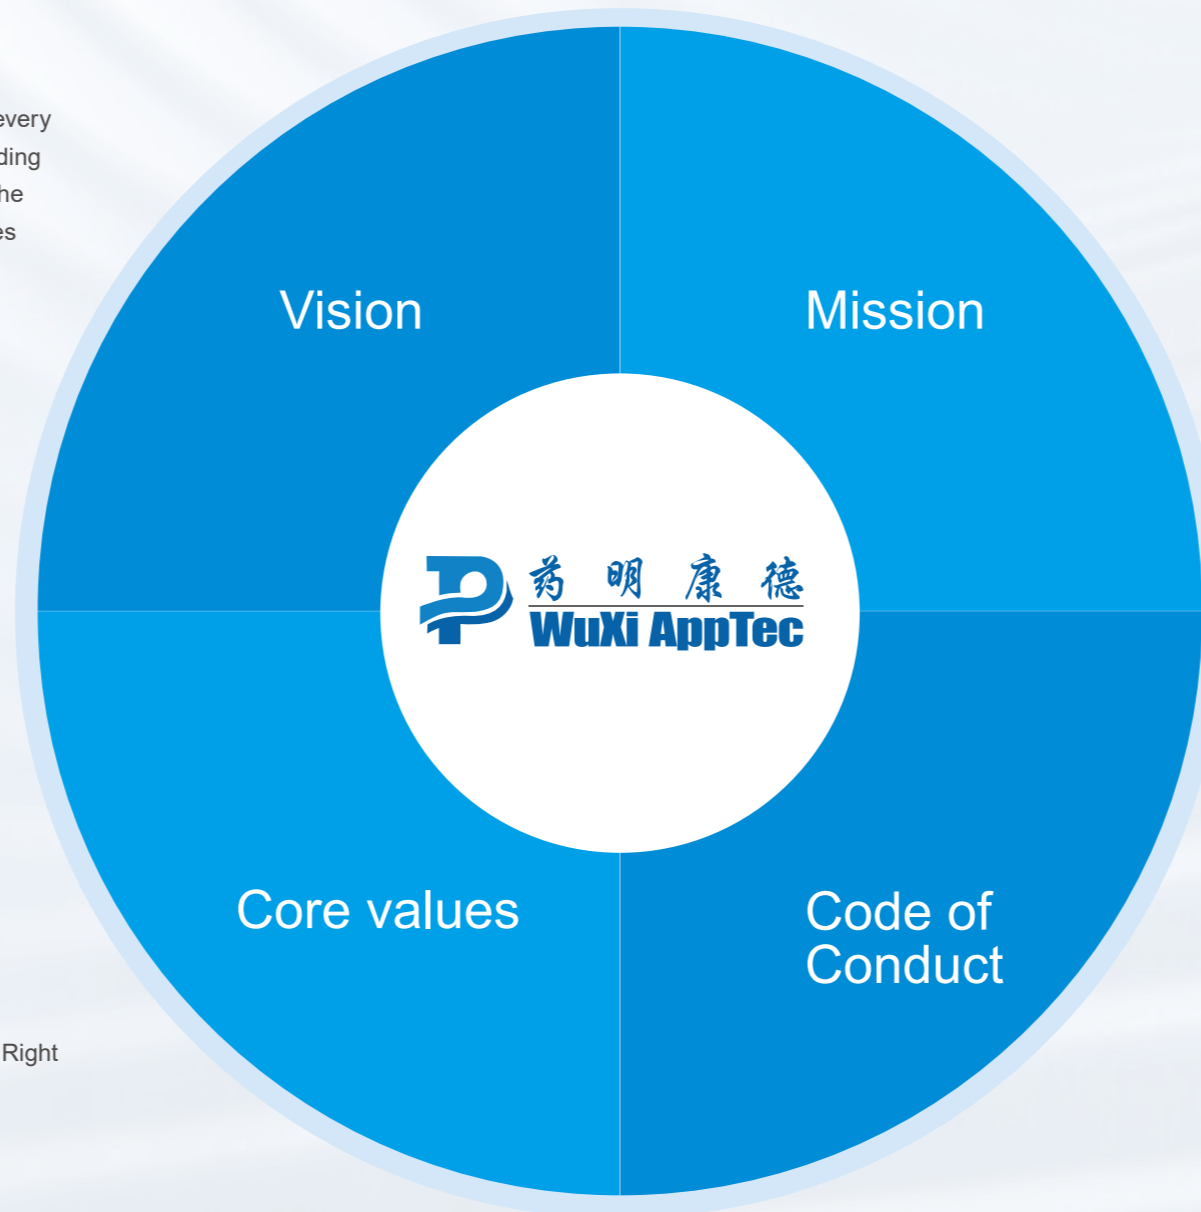 every
ding
he
es
Vision
Mission
药明康德
WuXi AppTec
Core values
Code of
Conduct
Right